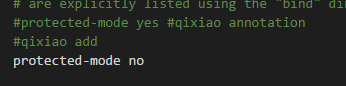 # are explicitly listed using the "bind"
#protected-mode yes #qixiao annotation
#qixiao add
protected-mode no